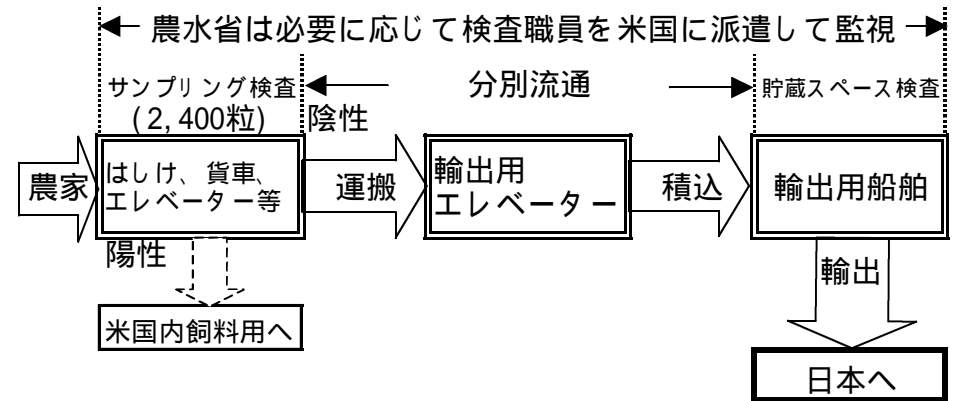 農水省は必要に応じて検査職員を米国に派遣して監視
サンプリング検査
(2,400粒)
分別流通
貯蔵スペース検査
陰性
農家
はしけ、貨車、
エレベーター等
運搬
輸出用
エレベーター
積込
輸出用船舶
陽性
輸出
米国内飼料用へ
日本へ